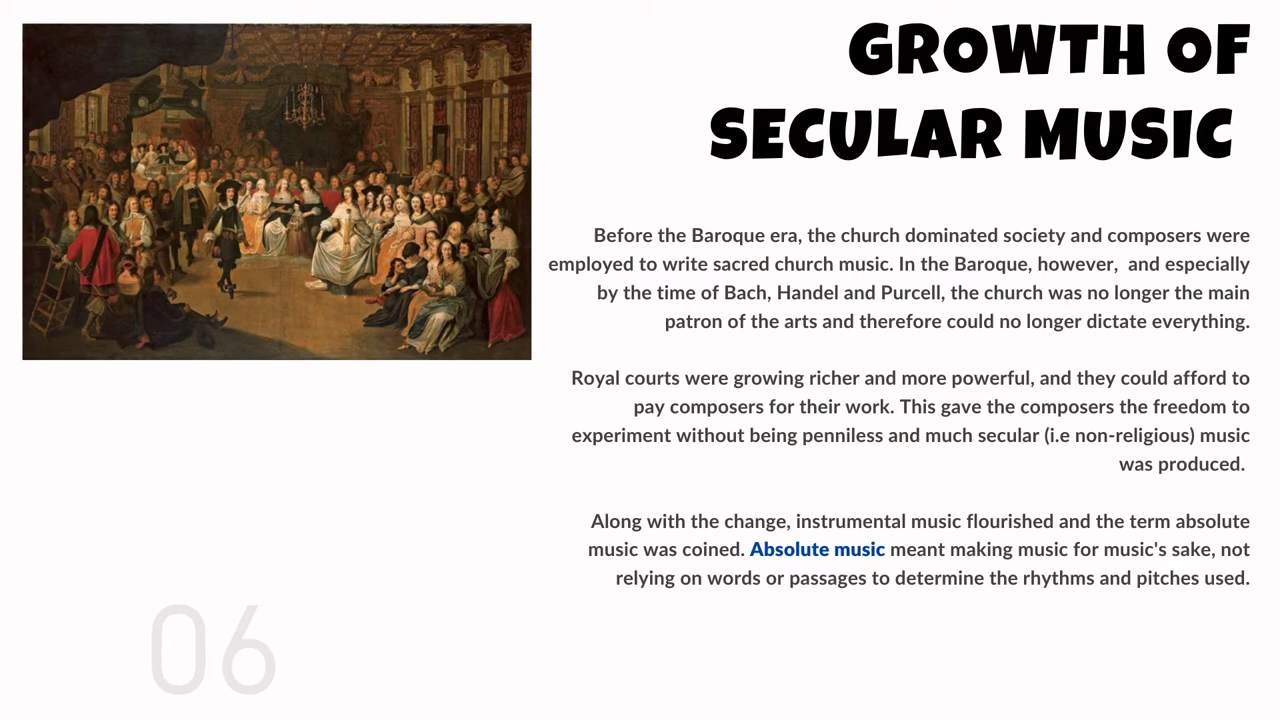 GROWTH OF
SECULAR MUSIC
Before the Baroque era, the church dominated society and composers were
employed to write sacred church music. In the Baroque, however,  and especially
by the time of Bach, Handel and Purcell, the church was no longer the main
patron of the arts and therefore could no longer dictate everything.
Royal courts were growing richer and more powerful, and they could afford to
pay composers for their work. This gave the composers the freedom to
experiment without being penniless and much secular (i.e non-religious) music
was produced.
Along with the change, instrumental music flourished and the term absolute
music was coined. Absolute music meant making music for music's sake, not
relying on words or passages to determine the rhythms and pitches used.
06